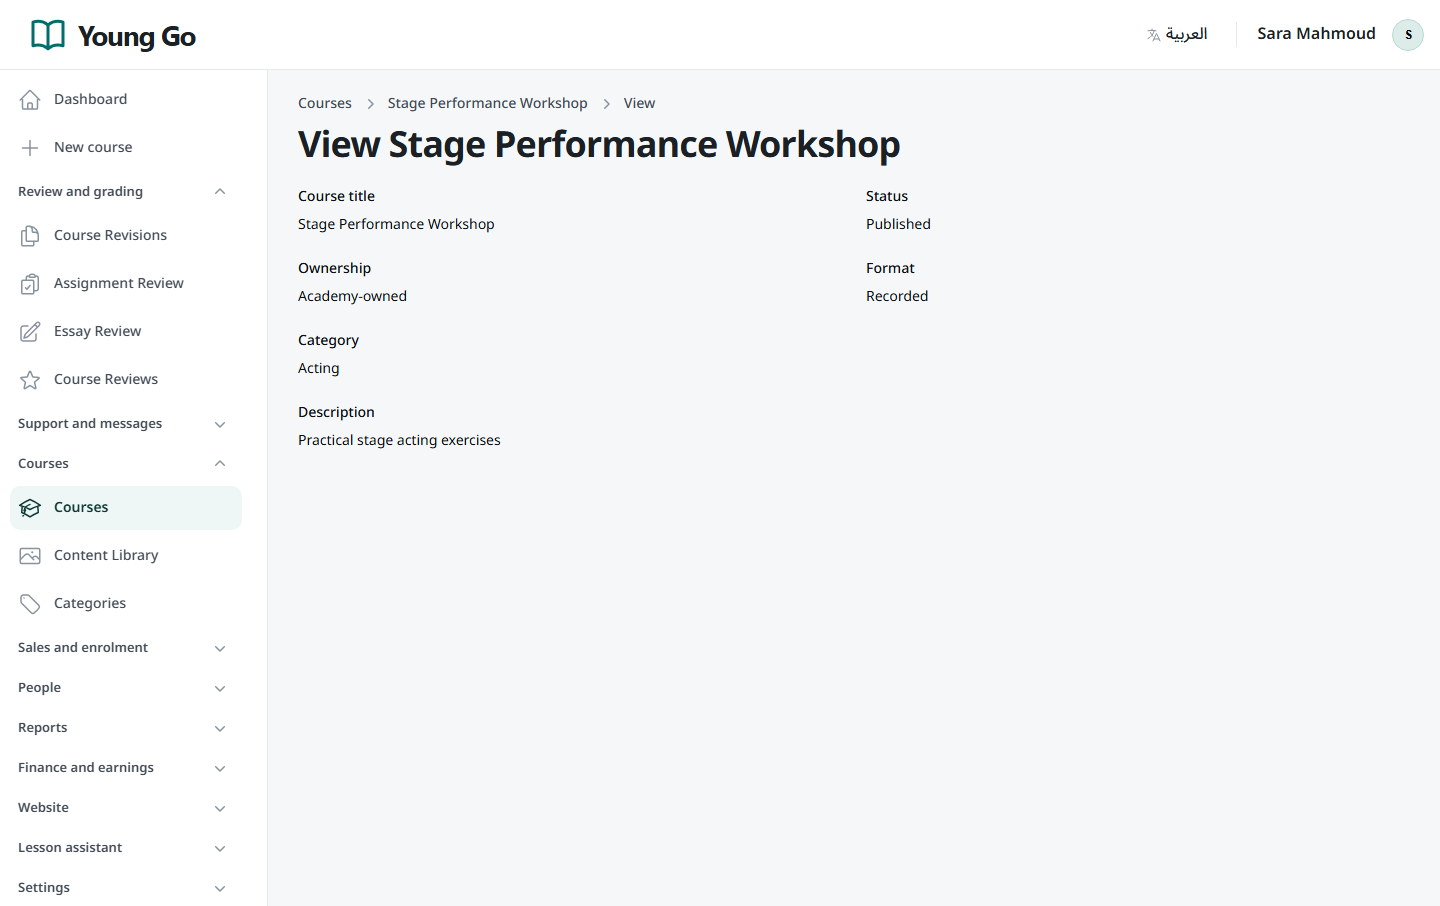 Young Go
العربية
Sara Mahmoud
S
Dashboard
New course
Review and grading
Course Revisions
Assignment Review
Essay Review
Course Reviews
Support and messages
Courses
Courses
Content Library
Categories
Sales and enrolment
People
Reports
Finance and earnings
Website
Lesson assistant
Settings
Courses > Stage Performance Workshop > View
View Stage Performance Workshop
Course title
Stage Performance Workshop
Status
Published
Ownership
Academy-owned
Format
Recorded
Category
Acting
Description
Practical stage acting exercises